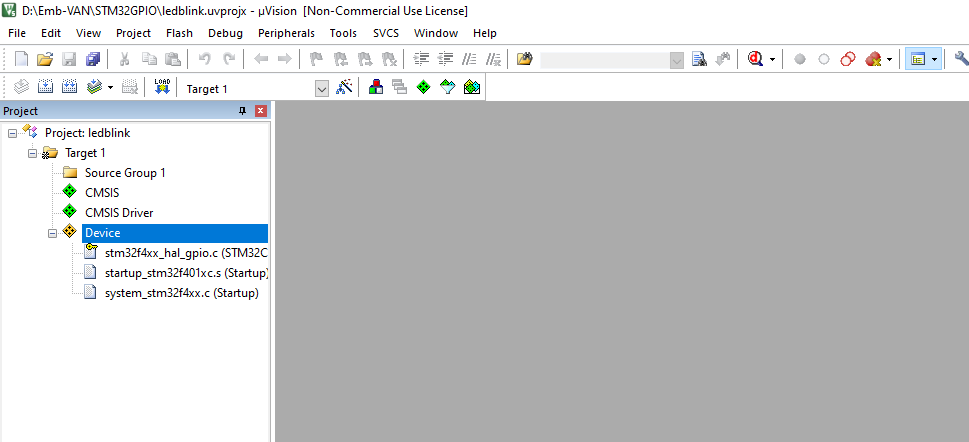 D:\Emb-VAN\STM32GPIO\ledblink.uvprojx - µVision [Non-Commercial Use License]
File Edit View Project Flash Debug Peripherals Tools SVCS Window Help
LOAD Target 1
Project
Project: ledblink
Target 1
Source Group 1
CMSIS
CMSIS Driver
Device
stm32f4xx_hal_gpio.c (STM32C
startup_stm32f401xc.s (Startup)
system_stm32f4xx.c (Startup)